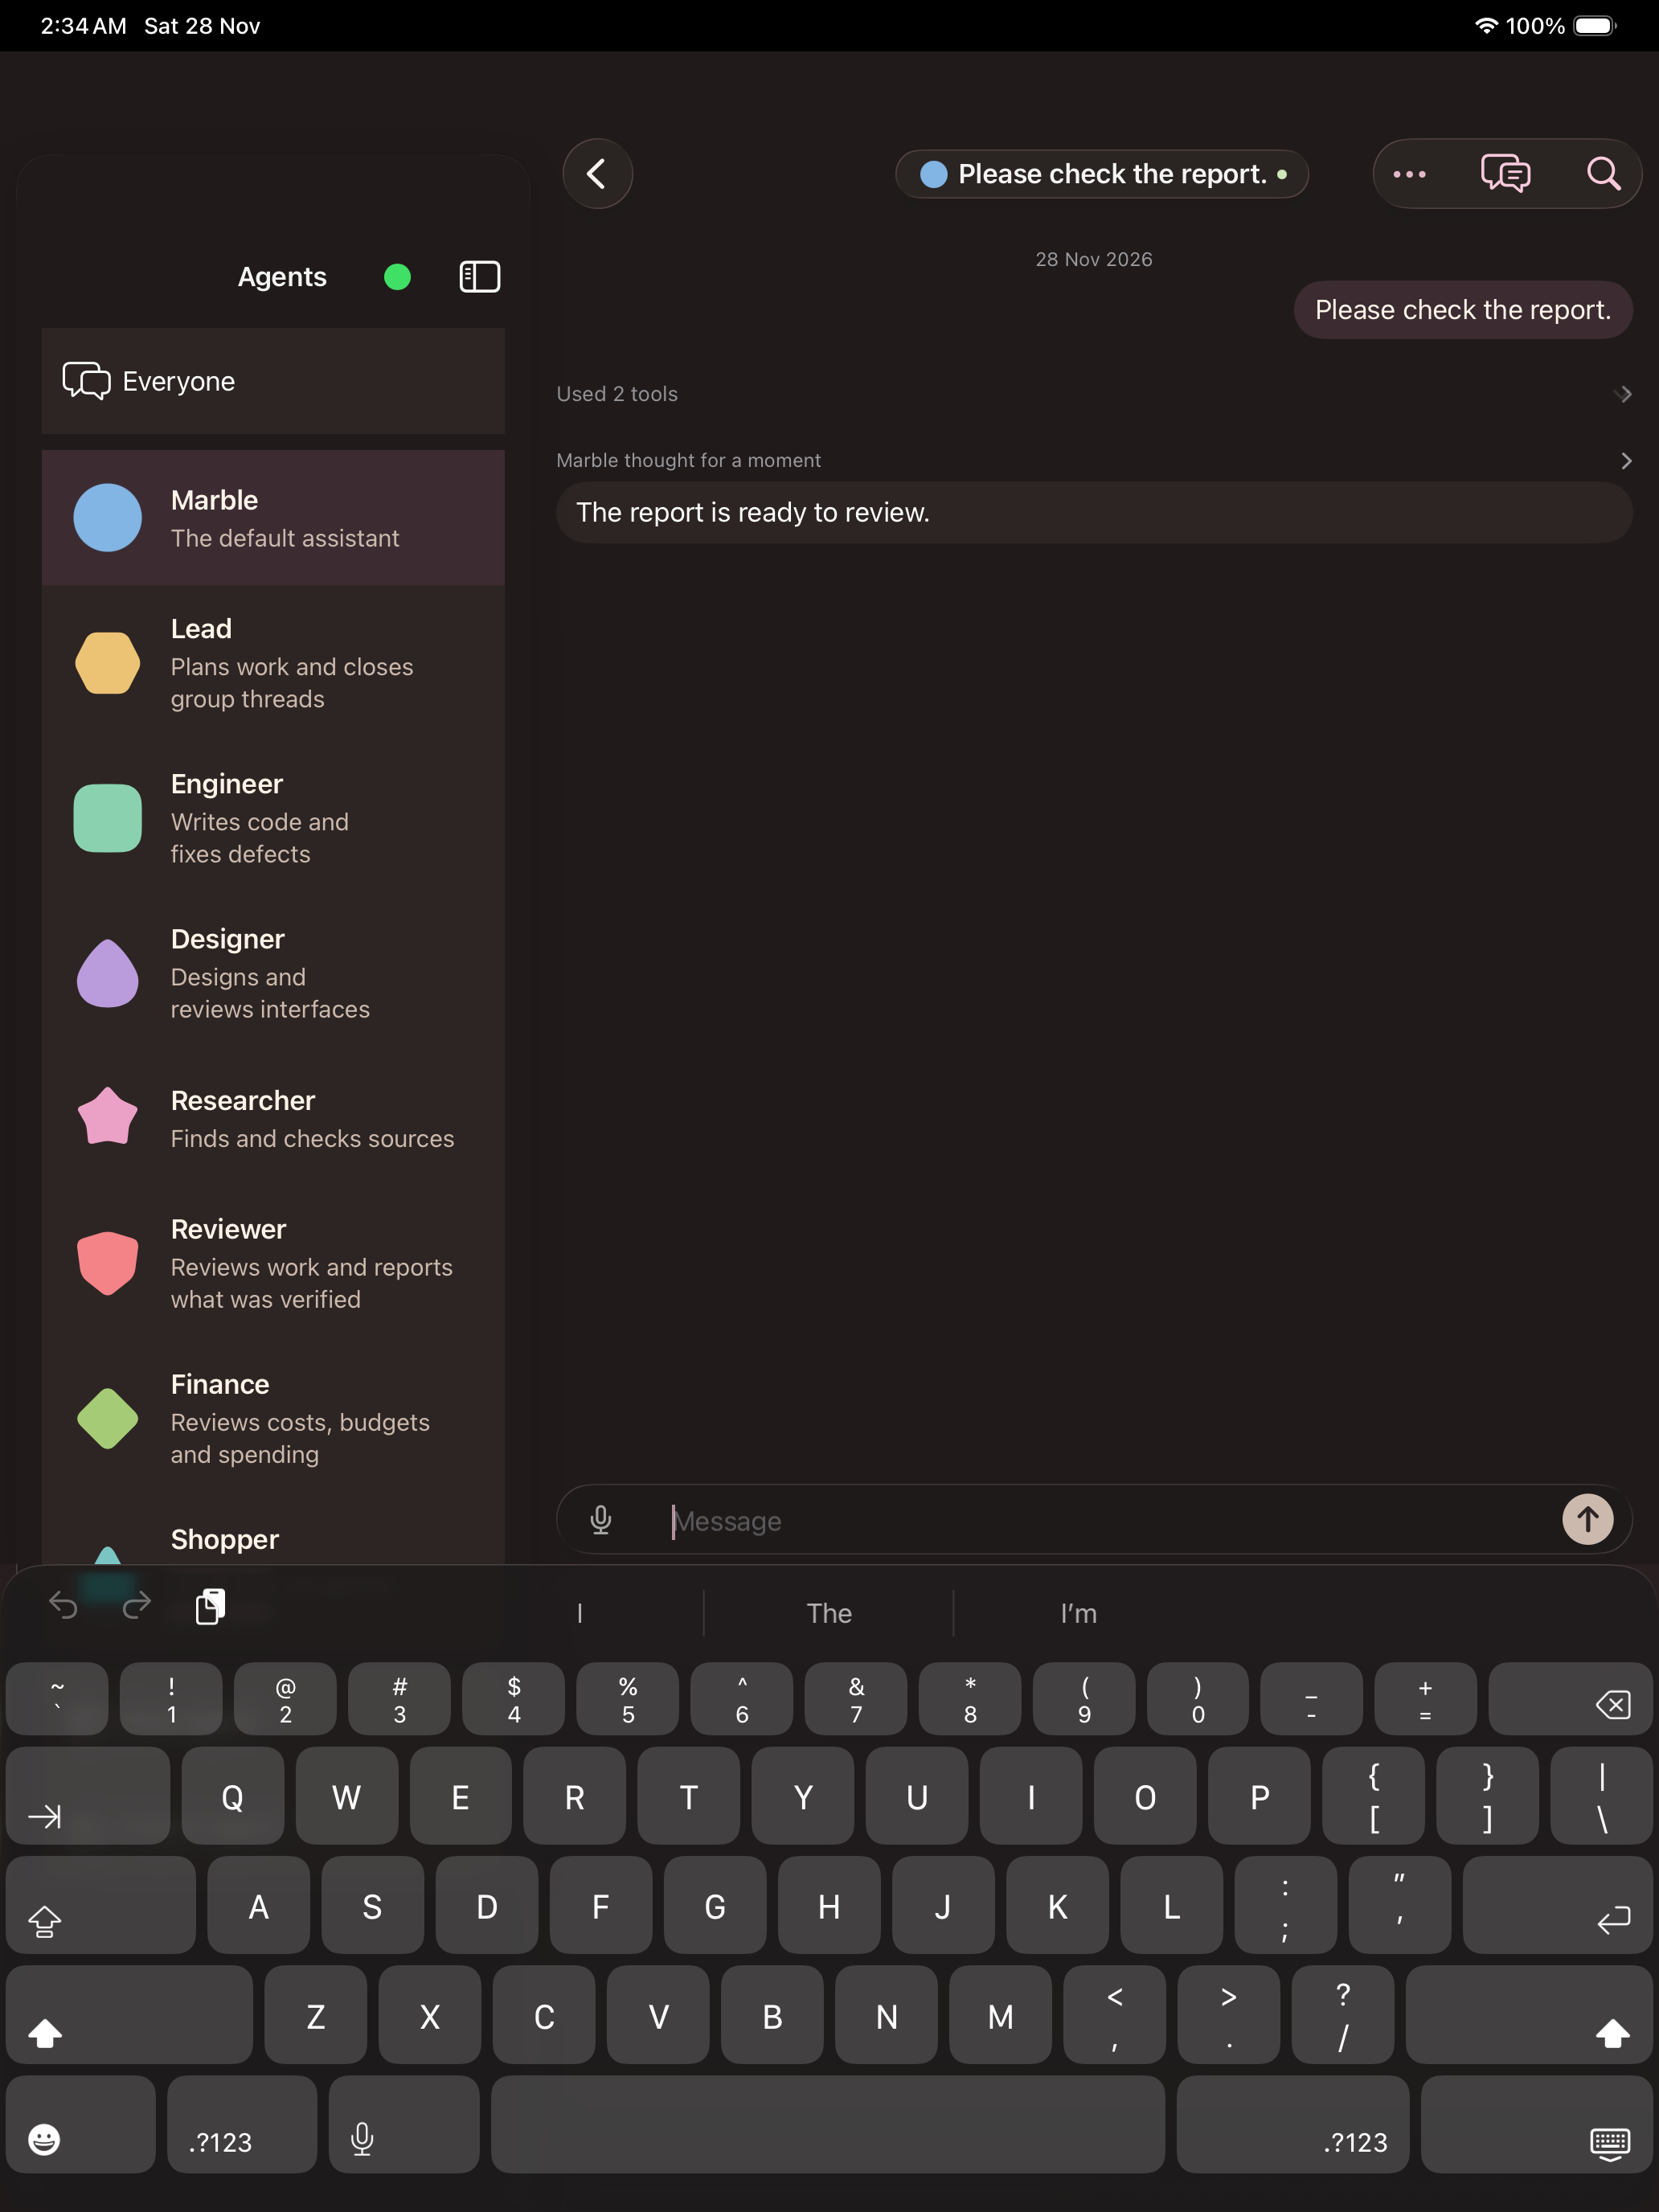 2:34 AM Sat 28 Nov
100%
Agents
Everyone
Marble
The default assistant
Lead
Plans work and closes
group threads
Engineer
Writes code and
fixes defects
Designer
Designs and
reviews interfaces
Researcher
Finds and checks sources
Reviewer
Reviews work and reports
what was verified
Finance
Reviews costs, budgets
and spending
Shopper
Please check the report.
28 Nov 2026
Please check the report.
Used 2 tools
Marble thought for a moment
The report is ready to review.
Message
I The I’m
~ ! @ # $ % ^ & * ( ) _ +
` 1 2 3 4 5 6 7 8 9 0 - =
Q W E R T Y U I O P { } |
[ ] \
A S D F G H J K L : "
; '
Z X C V B N M < > ?
, . /
.?123 .?123